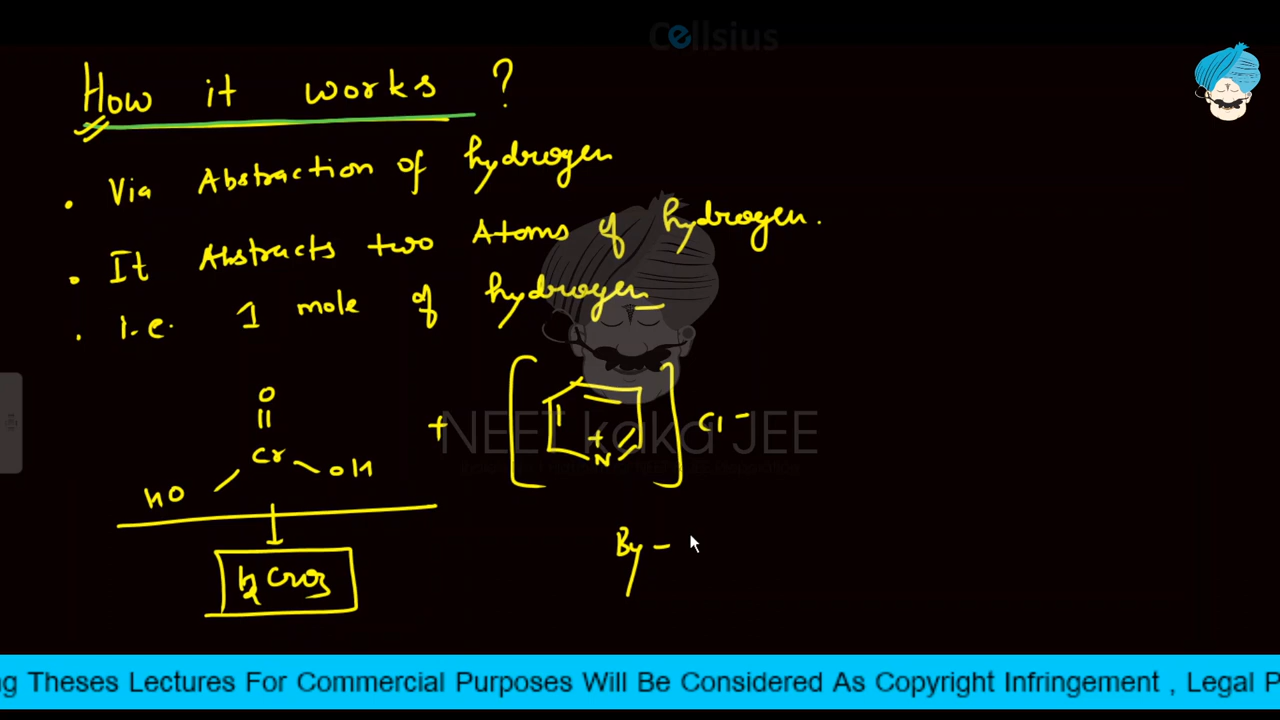 Cellsius
How it works ?
• Via Abstraction of hydrogen
• It Abstracts two Atoms of hydrogen.
• i.e. 1 mole of hydrogen
O
Cr
HO OH
+ [ N+ ] Cl -
NEET kaka JEE
H2CrO3
By -
ng Theses Lectures For Commercial Purposes Will Be Considered As Copyright Infringement , Legal P